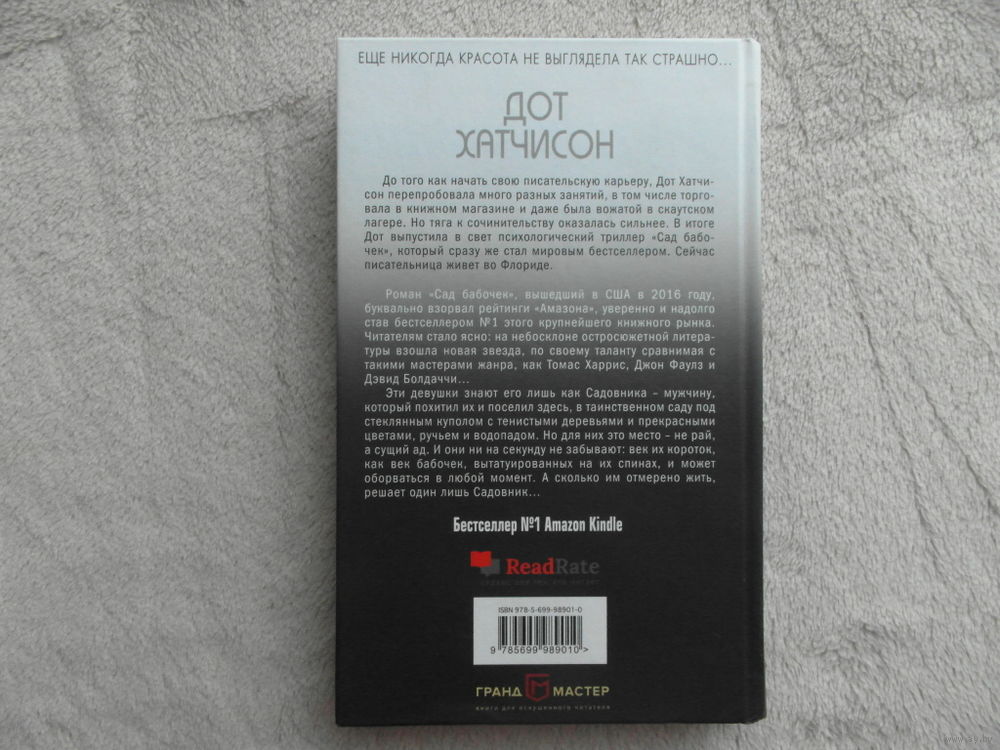 ЕЩЕ НИКОГДА КРАСОТА НЕ ВЫГЛЯДЕЛА ТАК СТРАШНО...
ДОТ
ХАТЧИСОН
До того как начать свою писательскую карьеру, Дот Хатчи-
сон перепробовала много разных занятий, в том числе торго-
вала в книжном магазине и даже была вожатой в скаутском
лагере. Но тяга к сочинительству оказалась сильнее. В итоге
Дот выпустила в свет психологический триллер «Сад бабо-
чек», который сразу же стал мировым бестселлером. Сейчас
писательница живет во Флориде.
Роман «Сад бабочек», вышедший в США в 2016 году,
буквально взорвал рейтинги «Амазона», уверенно и надолго
став бестселлером №1 этого крупнейшего книжного рынка.
Читателям стало ясно: на небосклоне остросюжетной литера-
туры взошла новая звезда, по своему таланту сравнимая с
такими мастерами жанра, как Томас Харрис, Джон Фаулз и
Дэвид Болдаччи...
Эти девушки знают его лишь как Садовника – мужчину,
который похитил их и поселил здесь, в таинственном саду под
стеклянным куполом с тенистыми деревьями и прекрасными
цветами, ручьем и водопадом. Но для них это место – не рай,
а сущий ад. И они ни на секунду не забывают: век их короток,
как век бабочек, вытатуированных на их спинах, и может
оборваться в любой момент. А сколько им отмерено жить,
решает один лишь Садовник...
Бестселлер №1 Amazon Kindle
ReadRate
ISBN 978-5-699-98901-0
9 785699 989010 >
ГРАНД МАСТЕР
книги для искушенного читателя